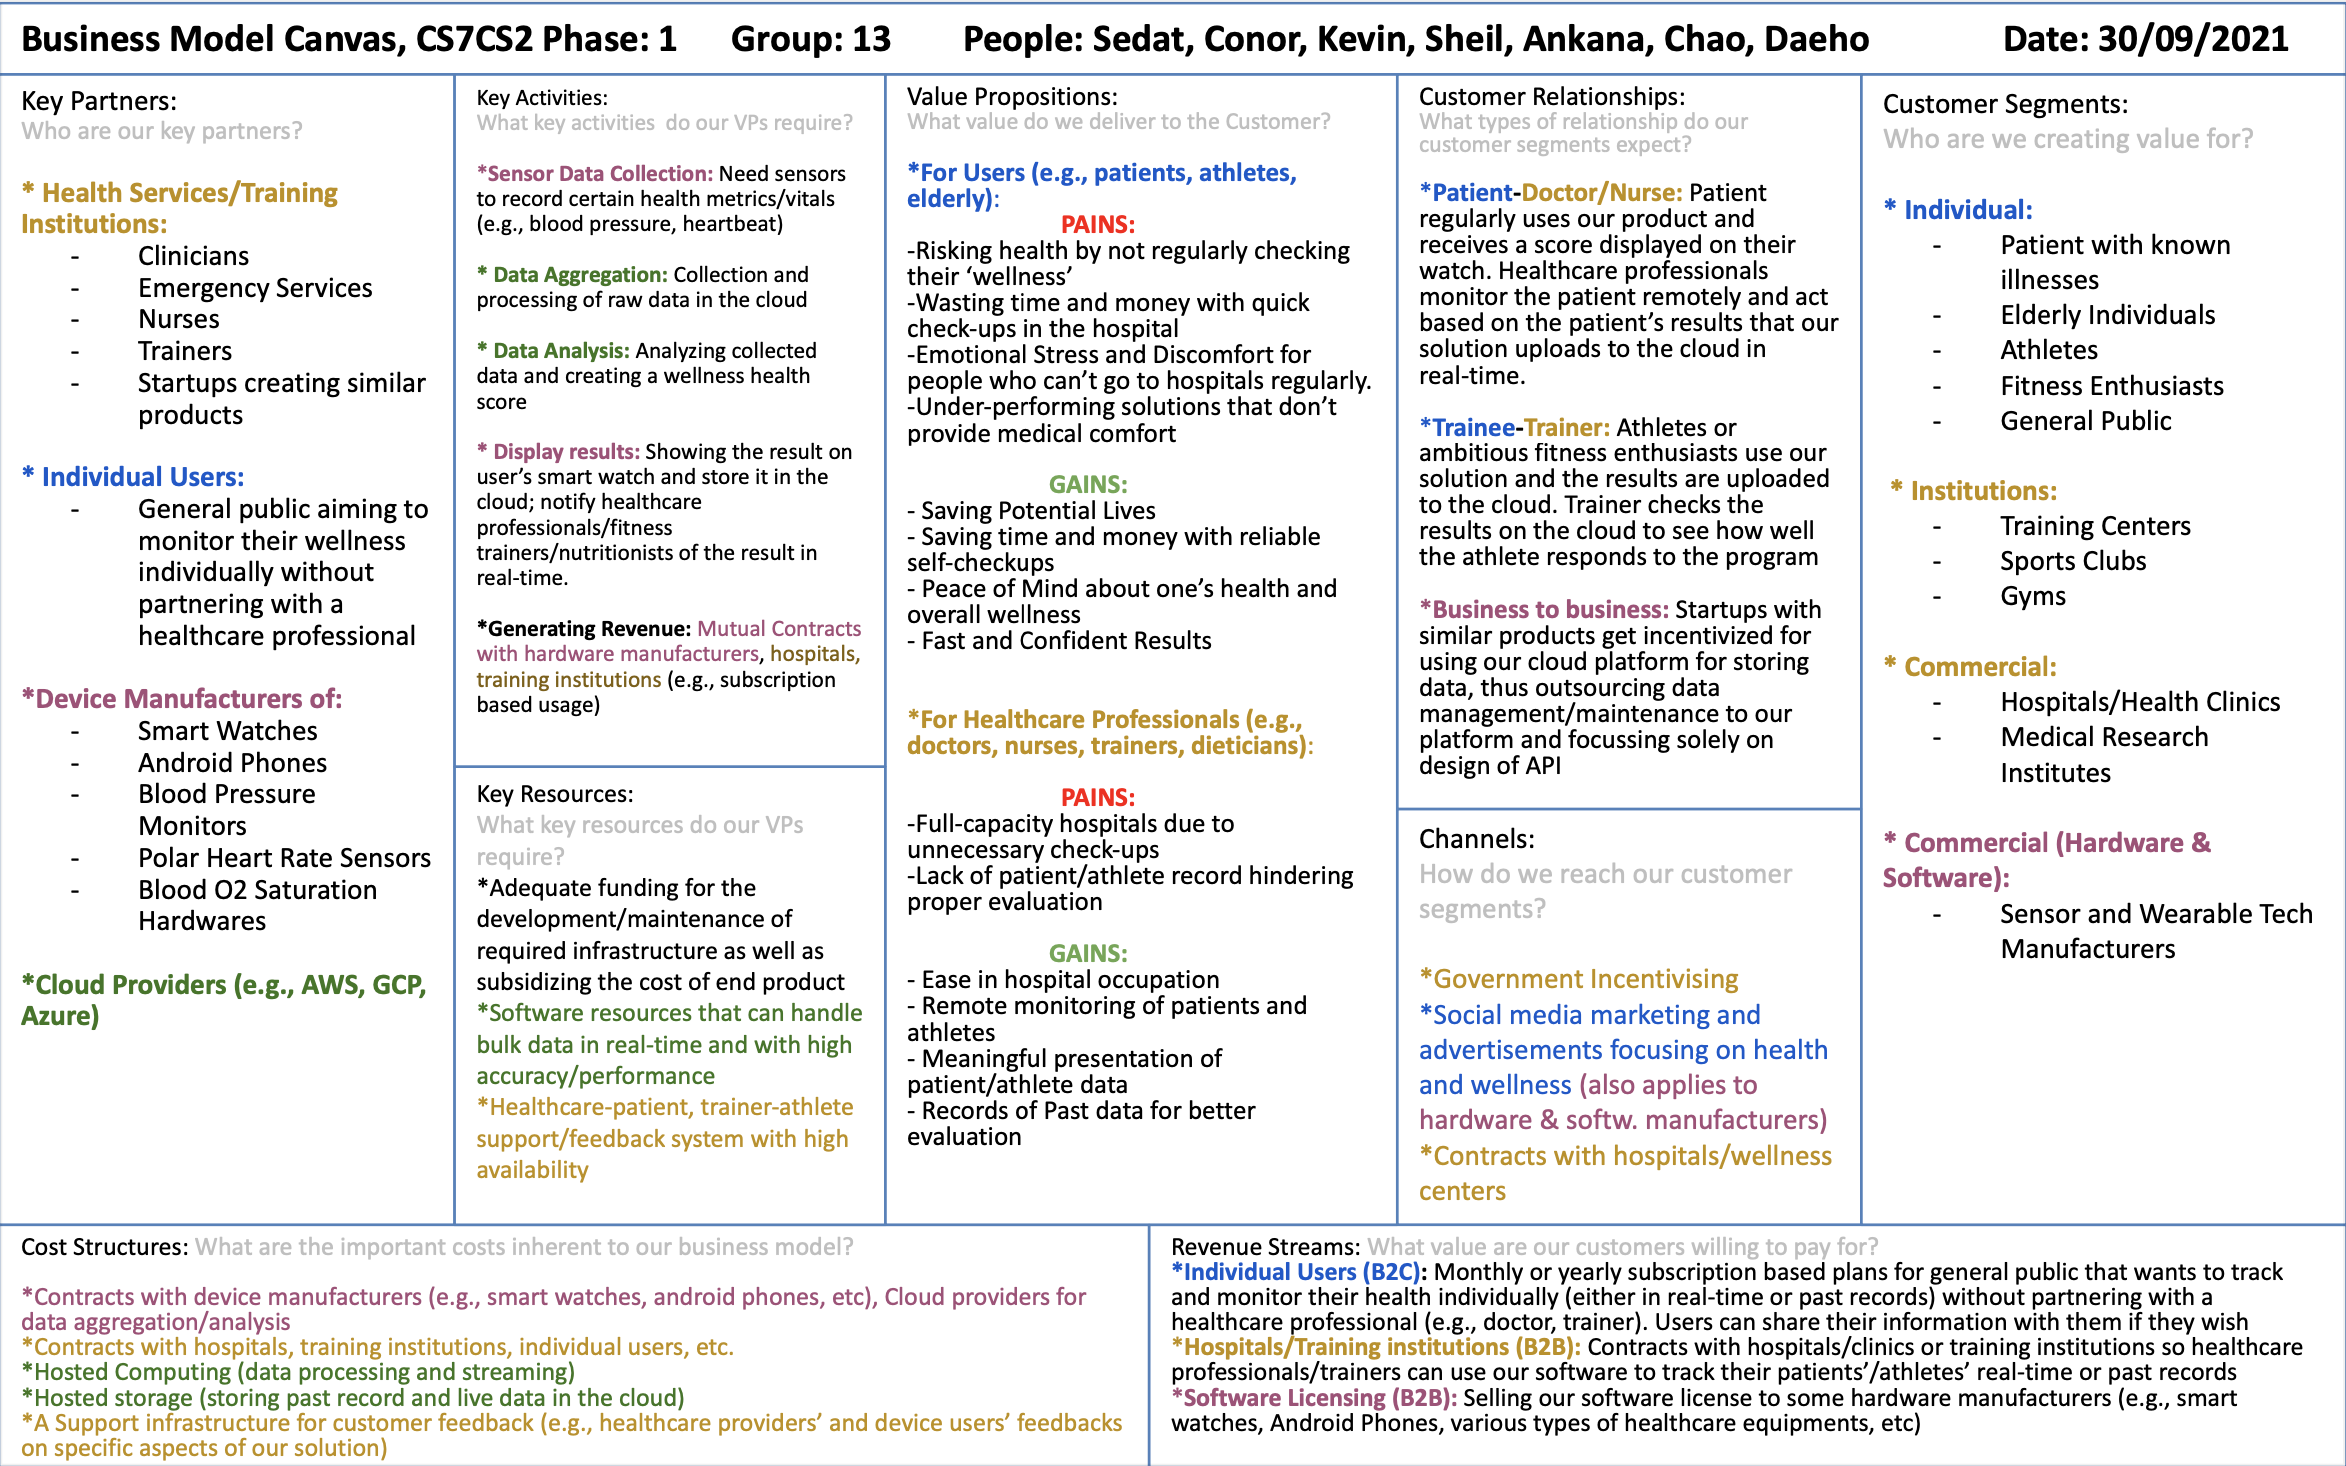 Business Model Canvas, CS7CS2 Phase: 1 Group: 13 People: Sedat, Conor, Kevin, Sheil, Ankana, Chao, Daeho Date: 30/09/2021
Key Partners:
Who are our key partners?
* Health Services/Training
Institutions:
- Clinicians
- Emergency Services
- Nurses
- Trainers
- Startups creating similar
products
* Individual Users:
- General public aiming to
monitor their wellness
individually without
partnering with a
healthcare professional
*Device Manufacturers of:
- Smart Watches
- Android Phones
- Blood Pressure
Monitors
- Polar Heart Rate Sensors
- Blood O2 Saturation
Hardwares
*Cloud Providers (e.g., AWS, GCP,
Azure)
Key Activities:
What key activities do our VPs require?
*Sensor Data Collection: Need sensors
to record certain health metrics/vitals
(e.g., blood pressure, heartbeat)
* Data Aggregation: Collection and
processing of raw data in the cloud
* Data Analysis: Analyzing collected
data and creating a wellness health
score
* Display results: Showing the result on
user's smart watch and store it in the
cloud; notify healthcare
professionals/fitness
trainers/nutritionists of the result in
real-time.
*Generating Revenue: Mutual Contracts
with hardware manufacturers, hospitals,
training institutions (e.g., subscription
based usage)
Key Resources:
What key resources do our VPs
require?
*Adequate funding for the
development/maintenance of
required infrastructure as well as
subsidizing the cost of end product
*Software resources that can handle
bulk data in real-time and with high
accuracy/performance
*Healthcare-patient, trainer-athlete
support/feedback system with high
availability
Value Propositions:
What value do we deliver to the Customer?
*For Users (e.g., patients, athletes,
elderly):
PAINS:
-Risking health by not regularly checking
their ‘wellness’
-Wasting time and money with quick
check-ups in the hospital
-Emotional Stress and Discomfort for
people who can’t go to hospitals regularly.
-Under-performing solutions that don’t
provide medical comfort
GAINS:
- Saving Potential Lives
- Saving time and money with reliable
self-checkups
- Peace of Mind about one’s health and
overall wellness
- Fast and Confident Results
*For Healthcare Professionals (e.g.,
doctors, nurses, trainers, dieticians):
PAINS:
-Full-capacity hospitals due to
unnecessary check-ups
-Lack of patient/athlete record hindering
proper evaluation
GAINS:
- Ease in hospital occupation
- Remote monitoring of patients and
athletes
- Meaningful presentation of
patient/athlete data
- Records of Past data for better
evaluation
Customer Relationships:
What types of relationship do our
customer segments expect?
*Patient-Doctor/Nurse: Patient
regularly uses our product and
receives a score displayed on their
watch. Healthcare professionals
monitor the patient remotely and act
based on the patient’s results that our
solution uploads to the cloud in
real-time.
*Trainee-Trainer: Athletes or
ambitious fitness enthusiasts use our
solution and the results are uploaded
to the cloud. Trainer checks the
results on the cloud to see how well
the athlete responds to the program
*Business to business: Startups with
similar products get incentivized for
using our cloud platform for storing
data, thus outsourcing data
management/maintenance to our
platform and focussing solely on
design of API
Channels:
How do we reach our customer
segments?
*Government Incentivising
*Social media marketing and
advertisements focusing on health
and wellness (also applies to
hardware & softw. manufacturers)
*Contracts with hospitals/wellness
centers
Customer Segments:
Who are we creating value for?
* Individual:
- Patient with known
illnesses
- Elderly Individuals
- Athletes
- Fitness Enthusiasts
- General Public
* Institutions:
- Training Centers
- Sports Clubs
- Gyms
* Commercial:
- Hospitals/Health Clinics
- Medical Research
Institutes
* Commercial (Hardware &
Software):
- Sensor and Wearable Tech
Manufacturers
Cost Structures: What are the important costs inherent to our business model?
*Contracts with device manufacturers (e.g., smart watches, android phones, etc), Cloud providers for
data aggregation/analysis
*Contracts with hospitals, training institutions, individual users, etc.
*Hosted Computing (data processing and streaming)
*Hosted storage (storing past record and live data in the cloud)
*A Support infrastructure for customer feedback (e.g., healthcare providers’ and device users’ feedbacks
on specific aspects of our solution)
Revenue Streams: What value are our customers willing to pay for?
*Individual Users (B2C): Monthly or yearly subscription based plans for general public that wants to track
and monitor their health individually (either in real-time or past records) without partnering with a
healthcare professional (e.g., doctor, trainer). Users can share their information with them if they wish
*Hospitals/Training institutions (B2B): Contracts with hospitals/clinics or training institutions so healthcare
professionals/trainers can use our software to track their patients’/athletes’ real-time or past records
*Software Licensing (B2B): Selling our software license to some hardware manufacturers (e.g., smart
watches, Android Phones, various types of healthcare equipments, etc)